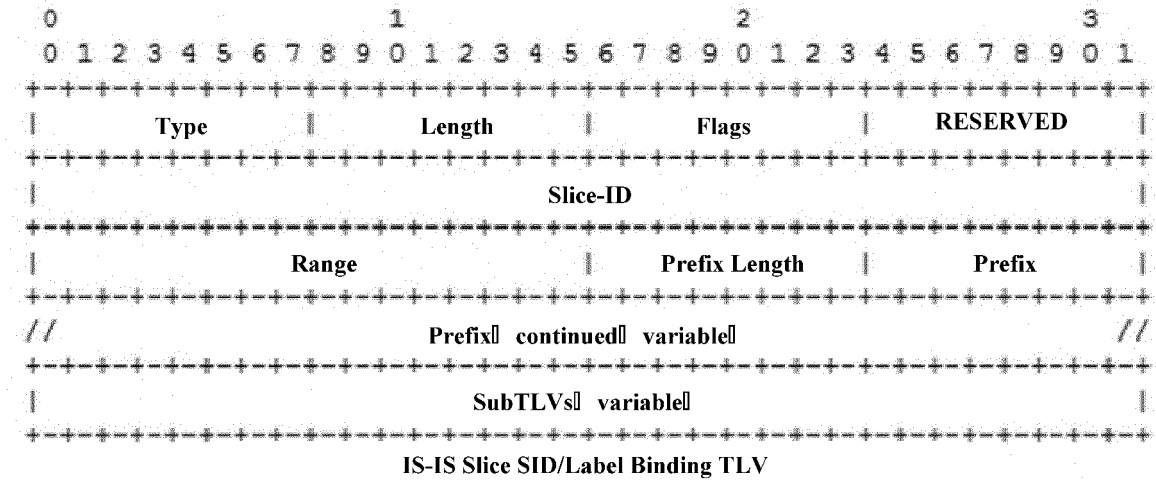 0 1 2 3
0 1 2 3 4 5 6 7 8 9 0 1 2 3 4 5 6 7 8 9 0 1 2 3 4 5 6 7 8 9 0 1
+-+-+-+-+-+-+-+-+-+-+-+-+-+-+-+-+-+-+-+-+-+-+-+-+-+-+-+-+-+-+-+-+
| Type | Length | Flags | RESERVED |
+-+-+-+-+-+-+-+-+-+-+-+-+-+-+-+-+-+-+-+-+-+-+-+-+-+-+-+-+-+-+-+-+
| Slice-ID |
+-+-+-+-+-+-+-+-+-+-+-+-+-+-+-+-+-+-+-+-+-+-+-+-+-+-+-+-+-+-+-+-+
| Range | Prefix Length | Prefix |
+-+-+-+-+-+-+-+-+-+-+-+-+-+-+-+-+-+-+-+-+-+-+-+-+-+-+-+-+-+-+-+-+
// Prefix▯ continued▯ variable▯ //
+-+-+-+-+-+-+-+-+-+-+-+-+-+-+-+-+-+-+-+-+-+-+-+-+-+-+-+-+-+-+-+-+
| SubTLVs▯ variable▯ |
+-+-+-+-+-+-+-+-+-+-+-+-+-+-+-+-+-+-+-+-+-+-+-+-+-+-+-+-+-+-+-+-+
IS-IS Slice SID/Label Binding TLV